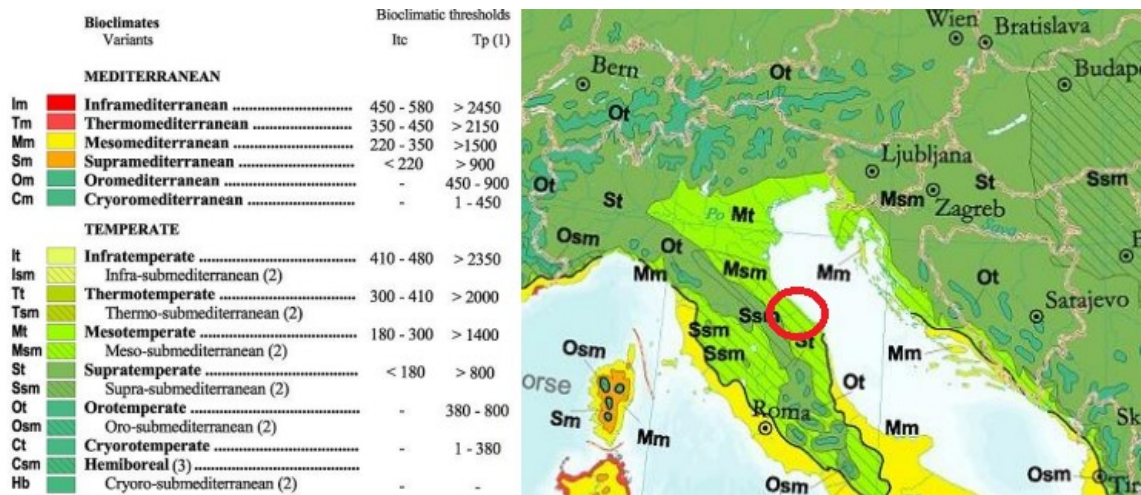 Bioclimates
Variants
Bioclimatic thresholds
Itc Tp (1)
MEDITERRANEAN
Im Inframediterranean 450 - 580 > 2450
Tm Thermomediterranean 350 - 450 > 2150
Mm Mesomediterranean 220 - 350 >1500
Sm Supramediterranean < 220 > 900
Om Oromediterranean - 450 - 900
Cm Cryoromediterranean - 1 - 450
TEMPERATE
It Infratemperate 410 - 480 > 2350
Ism Infra-submediterranean (2)
Tt Thermotemperate 300 - 410 > 2000
Tsm Thermo-submediterranean (2)
Mt Mesotemperate 180 - 300 > 1400
Msm Meso-submediterranean (2)
St Supratemperate < 180 > 800
Ssm Supra-submediterranean (2)
Ot Orotemperate - 380 - 800
Osm Oro-submediterranean (2)
Ct Cryorotemperate - 1 - 380
Csm Hemiboreal (3) - -
Hb Cryoro-submediterranean (2)
Wien
Bratislava
Bern
Ot
Budape
Ot
Ljubljana
Ot
St
Zagreb
St
Ssm
Mt
Po
Msm
Sava
Osm
Ot
Mm
Msm
Mm
Ot
Sarajevo
Ssm
St
Ssm
Ssm
Osm
Mm
Ot
orse
Roma
Sm
Mm
Mm
Sk
Osm
Osm
Tir